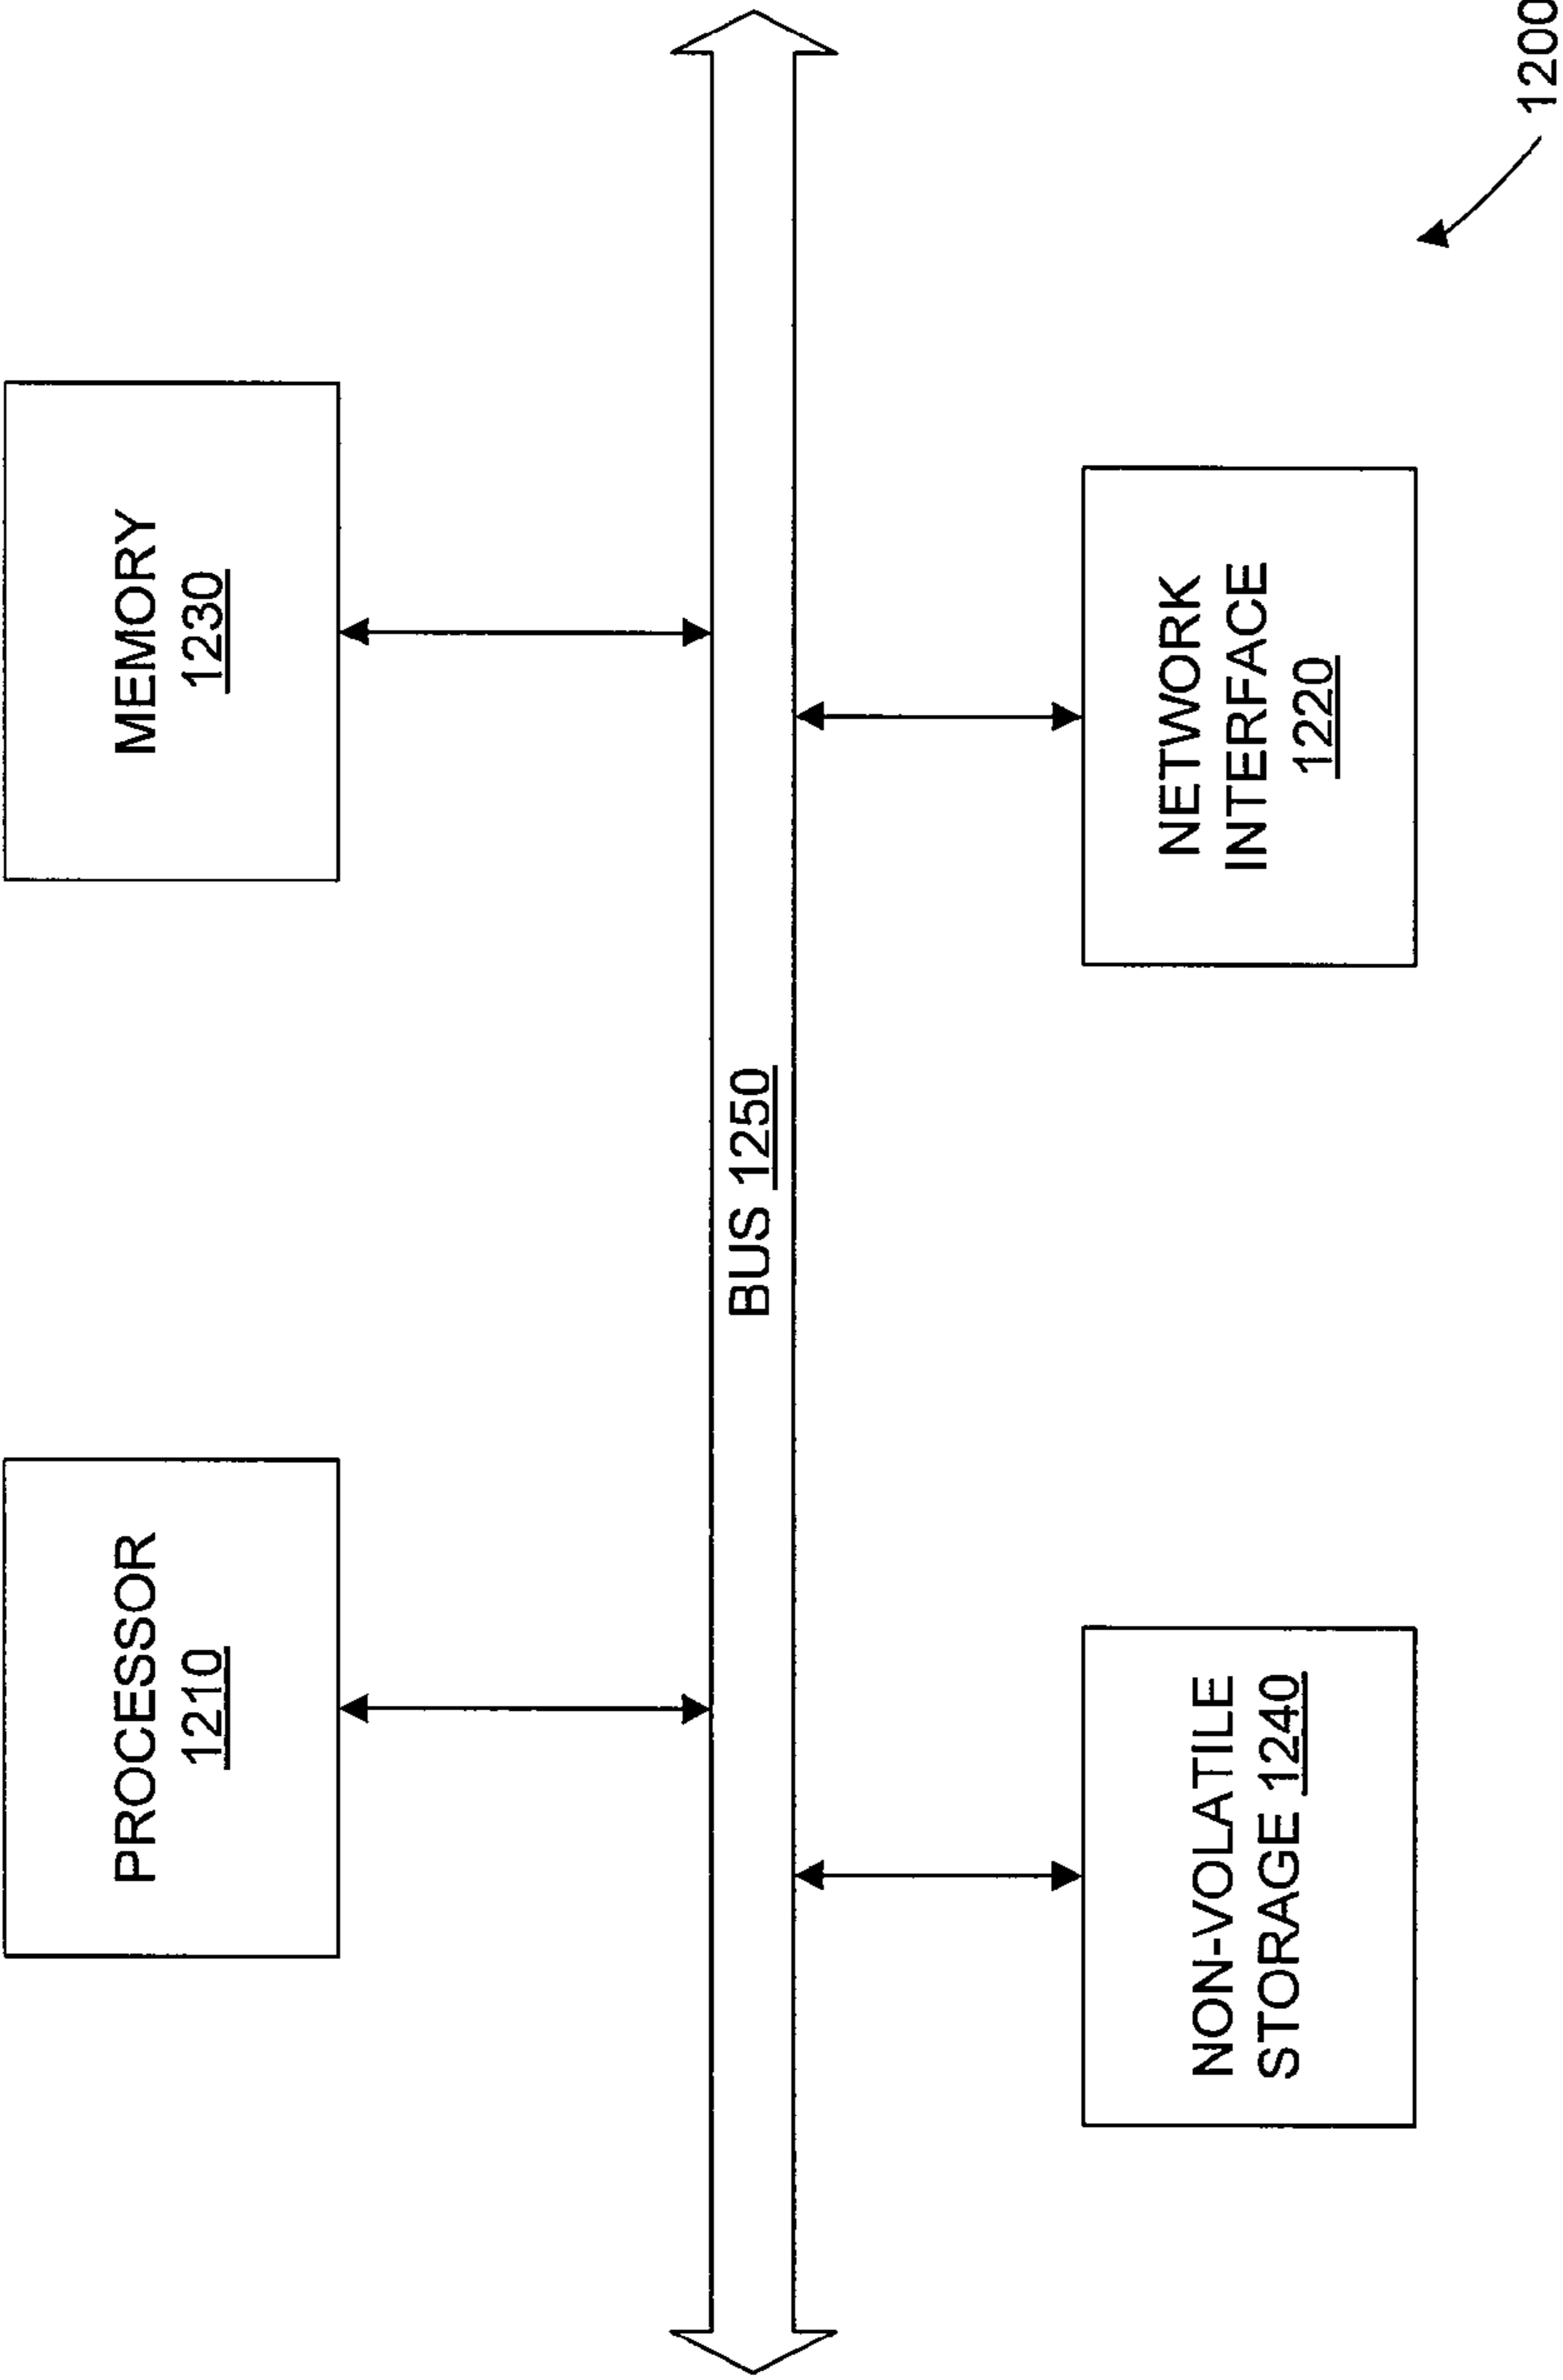 PROCESSOR
1210
MEMORY
1230
BUS 1250
NON-VOLATILE
STORAGE 1240
NETWORK
INTERFACE
1220
1200